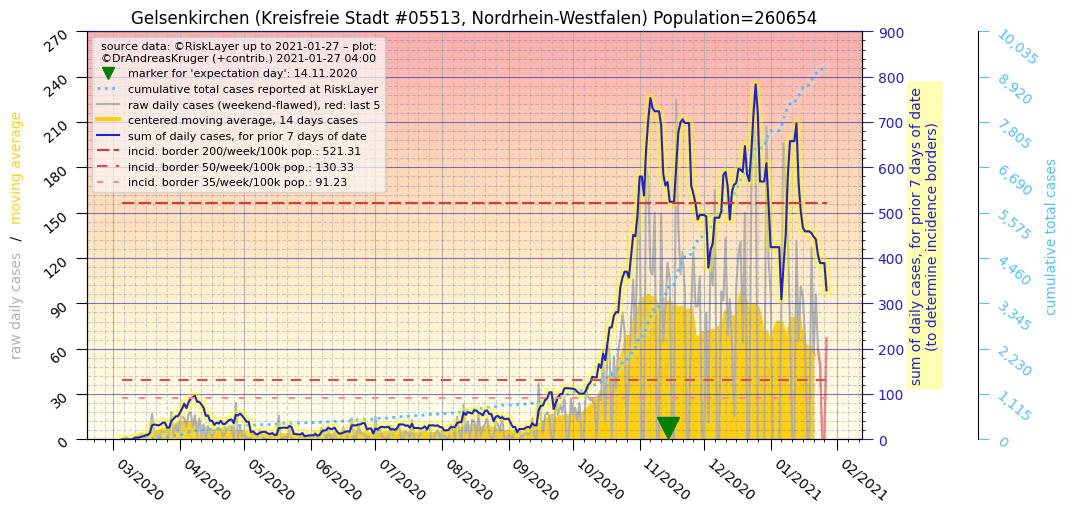 Gelsenkirchen (Kreisfreie Stadt #05513, Nordrhein-Westfalen) Population=260654
source data: ©RiskLayer up to 2021-01-27 – plot:
©DrAndreasKruger (+contrib.) 2021-01-27 04:00
marker for 'expectation day': 14.11.2020
cumulative total cases reported at RiskLayer
raw daily cases (weekend-flawed), red: last 5
centered moving average, 14 days cases
sum of daily cases, for prior 7 days of date
incid. border 200/week/100k pop.: 521.31
incid. border 50/week/100k pop.: 130.33
incid. border 35/week/100k pop.: 91.23
raw daily cases / moving average
270
240
210
180
150
120
90
60
30
0
03/2020
04/2020
05/2020
06/2020
07/2020
08/2020
09/2020
10/2020
11/2020
12/2020
01/2021
02/2021
900
800
700
600
500
400
300
200
100
0
sum of daily cases, for prior 7 days of date
(to determine incidence borders)
10,035
8,920
7,805
6,690
5,575
4,460
3,345
2,230
1,115
0
cumulative total cases